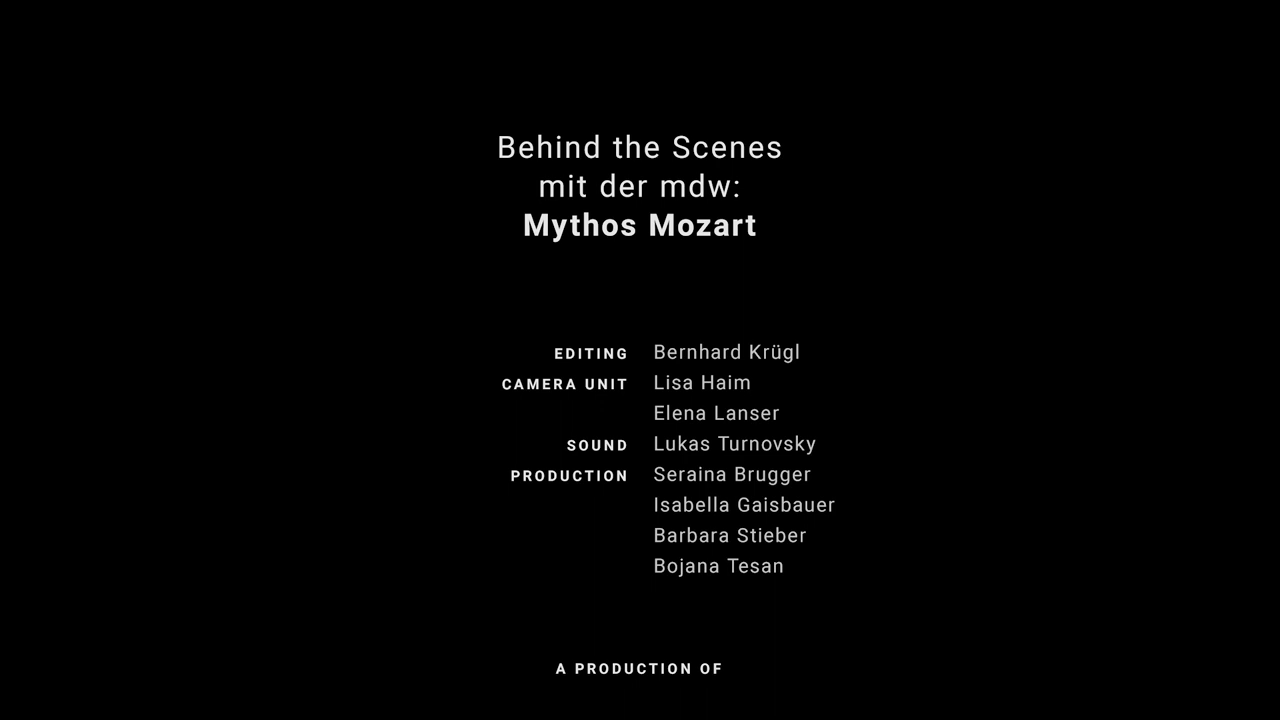 Behind the Scenes
mit der mdw:
Mythos Mozart
EDITING Bernhard Krügl
CAMERA UNIT Lisa Haim
Elena Lanser
SOUND Lukas Turnovsky
PRODUCTION Seraina Brugger
Isabella Gaisbauer
Barbara Stieber
Bojana Tesan
A PRODUCTION OF